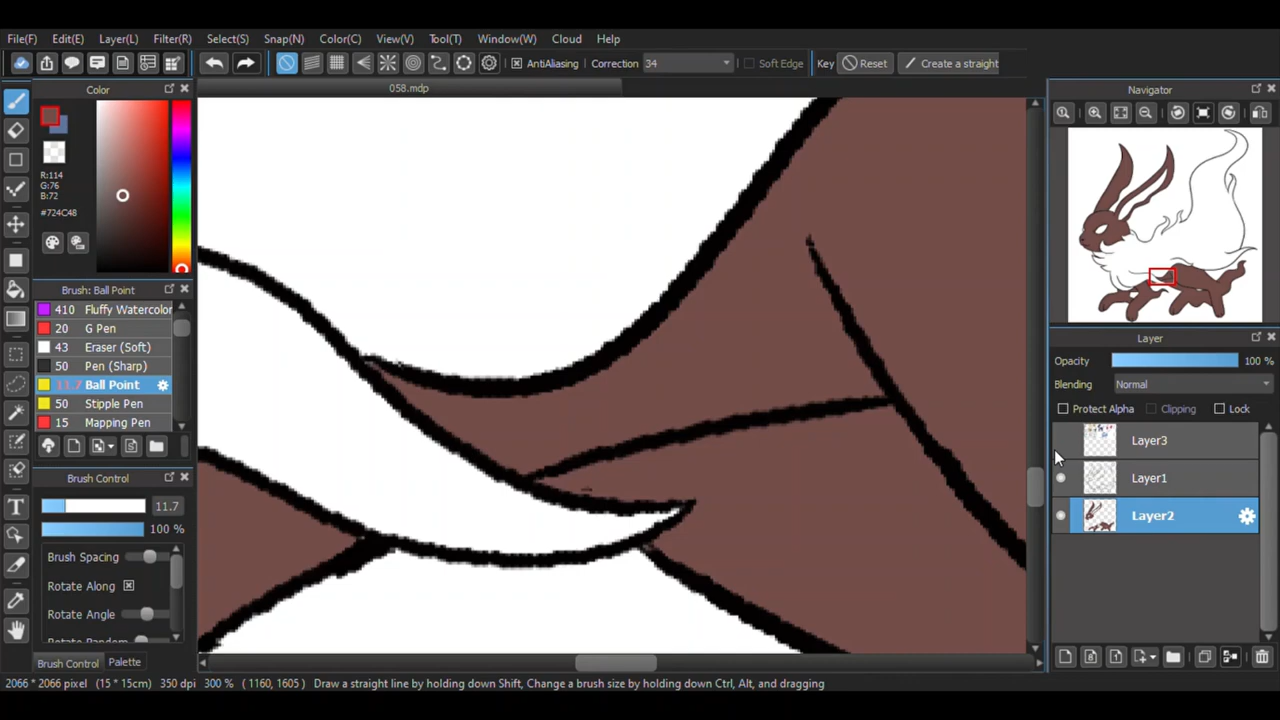 File(F) Edit(E) Layer(L) Filter(R) Select(S) Snap(N) Color(C) View(V) Tool(T) Window(W) Cloud Help
AntiAliasing Correction 34 Soft Edge Key Reset Create a straight
058.mdp
Color
R:114
G:76
B:72
#724C48
Brush: Ball Point
410 Fluffy Watercolor
20 G Pen
43 Eraser (Soft)
50 Pen (Sharp)
11.7 Ball Point
50 Stipple Pen
15 Mapping Pen
Brush Control
11.7
100 %
Brush Spacing
Rotate Along
Rotate Angle
Rotate Random
Brush Control Palette
Navigator
Layer
Opacity 100 %
Blending Normal
Protect Alpha Clipping Lock
Layer3
Layer1
Layer2
2066 * 2066 pixel (15 * 15cm) 350 dpi 300 % ( 1160, 1605 ) Draw a straight line by holding down Shift, Change a brush size by holding down Ctrl, Alt, and dragging